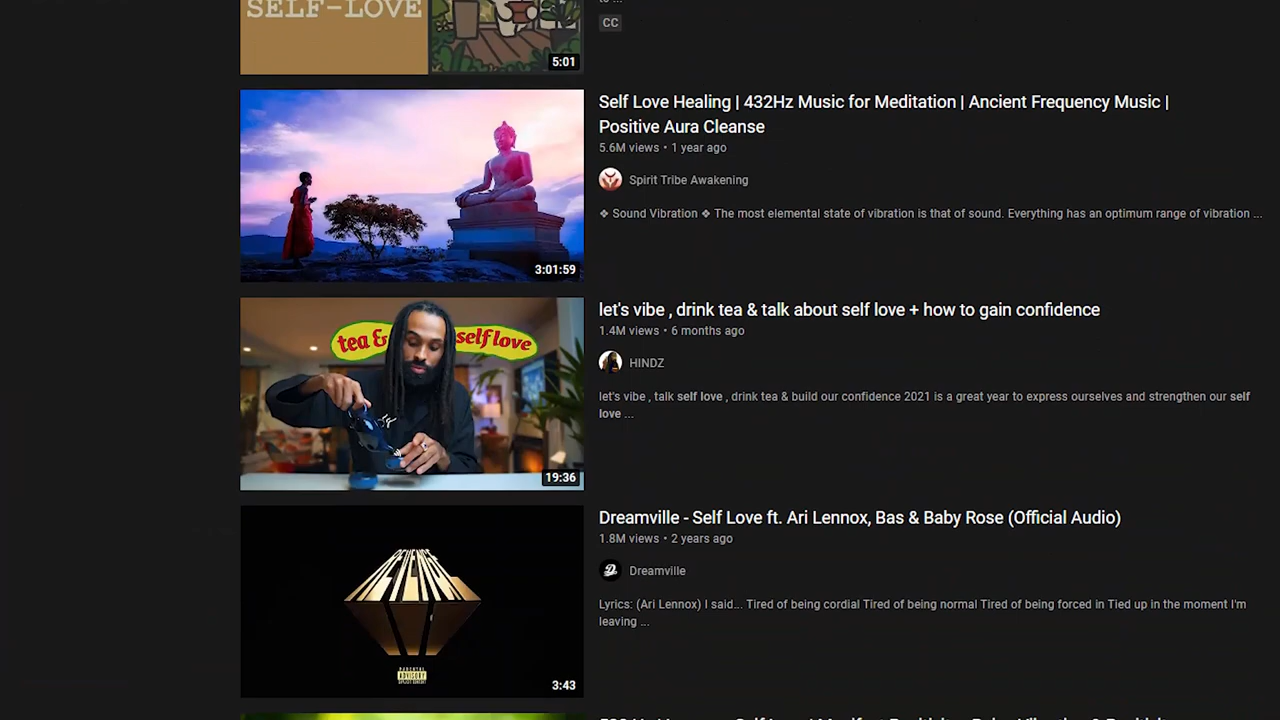 SELF-LOVE
5:01
CC
Self Love Healing | 432Hz Music for Meditation | Ancient Frequency Music |
Positive Aura Cleanse
5.6M views • 1 year ago
Spirit Tribe Awakening
❖ Sound Vibration ❖ The most elemental state of vibration is that of sound. Everything has an optimum range of vibration ...
3:01:59
let's vibe , drink tea & talk about self love + how to gain confidence
1.4M views • 6 months ago
HINDZ
let's vibe , talk self love , drink tea & build our confidence 2021 is a great year to express ourselves and strengthen our self
love ...
tea & self love
19:36
Dreamville - Self Love ft. Ari Lennox, Bas & Baby Rose (Official Audio)
1.8M views • 2 years ago
Dreamville
Lyrics: (Ari Lennox) I said... Tired of being cordial Tired of being normal Tired of being forced in Tied up in the moment I'm
leaving ...
REVENGE
PARENTAL
ADVISORY
EXPLICIT CONTENT
3:43